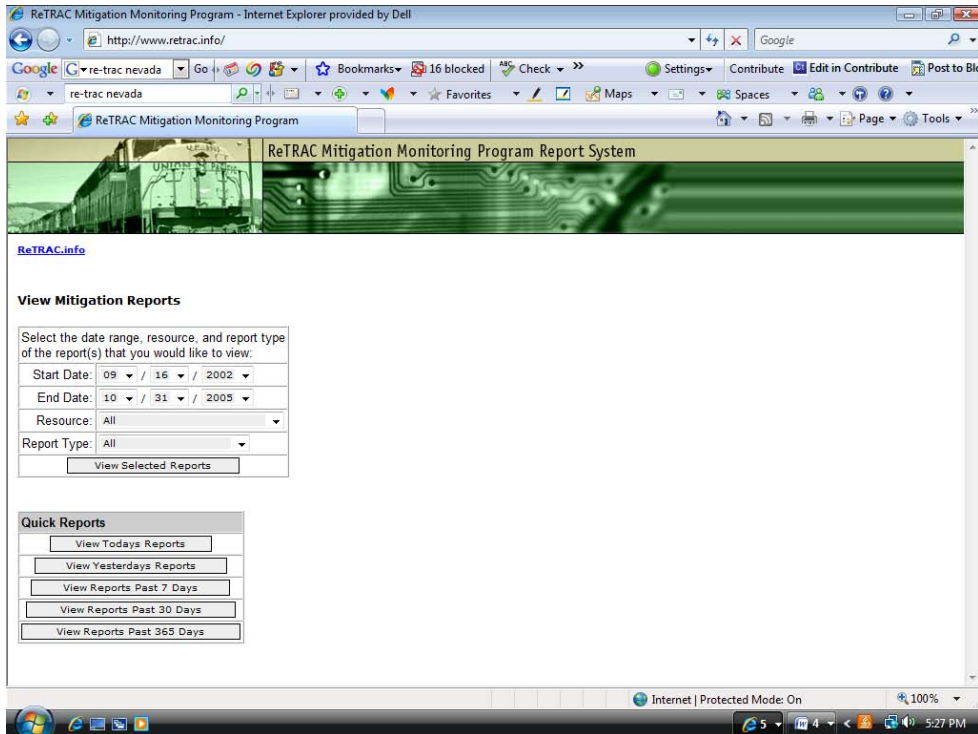 ReTRAC Mitigation Monitoring Program - Internet Explorer provided by Dell
http://www.retrac.info/
Google
Google re-trac nevada Go Bookmarks 16 blocked Check Settings Contribute Edit in Contribute Post to Blo
re-trac nevada Favorites Maps Spaces
ReTRAC Mitigation Monitoring Program Page Tools
ReTRAC Mitigation Monitoring Program Report System
UNION PACIFIC
ReTRAC.info
View Mitigation Reports
Select the date range, resource, and report type
of the report(s) that you would like to view:
Start Date: 09 / 16 / 2002
End Date: 10 / 31 / 2005
Resource: All
Report Type: All
View Selected Reports
Quick Reports
View Todays Reports
View Yesterdays Reports
View Reports Past 7 Days
View Reports Past 30 Days
View Reports Past 365 Days
Internet | Protected Mode: On 100%
5 4 < 5:27 PM